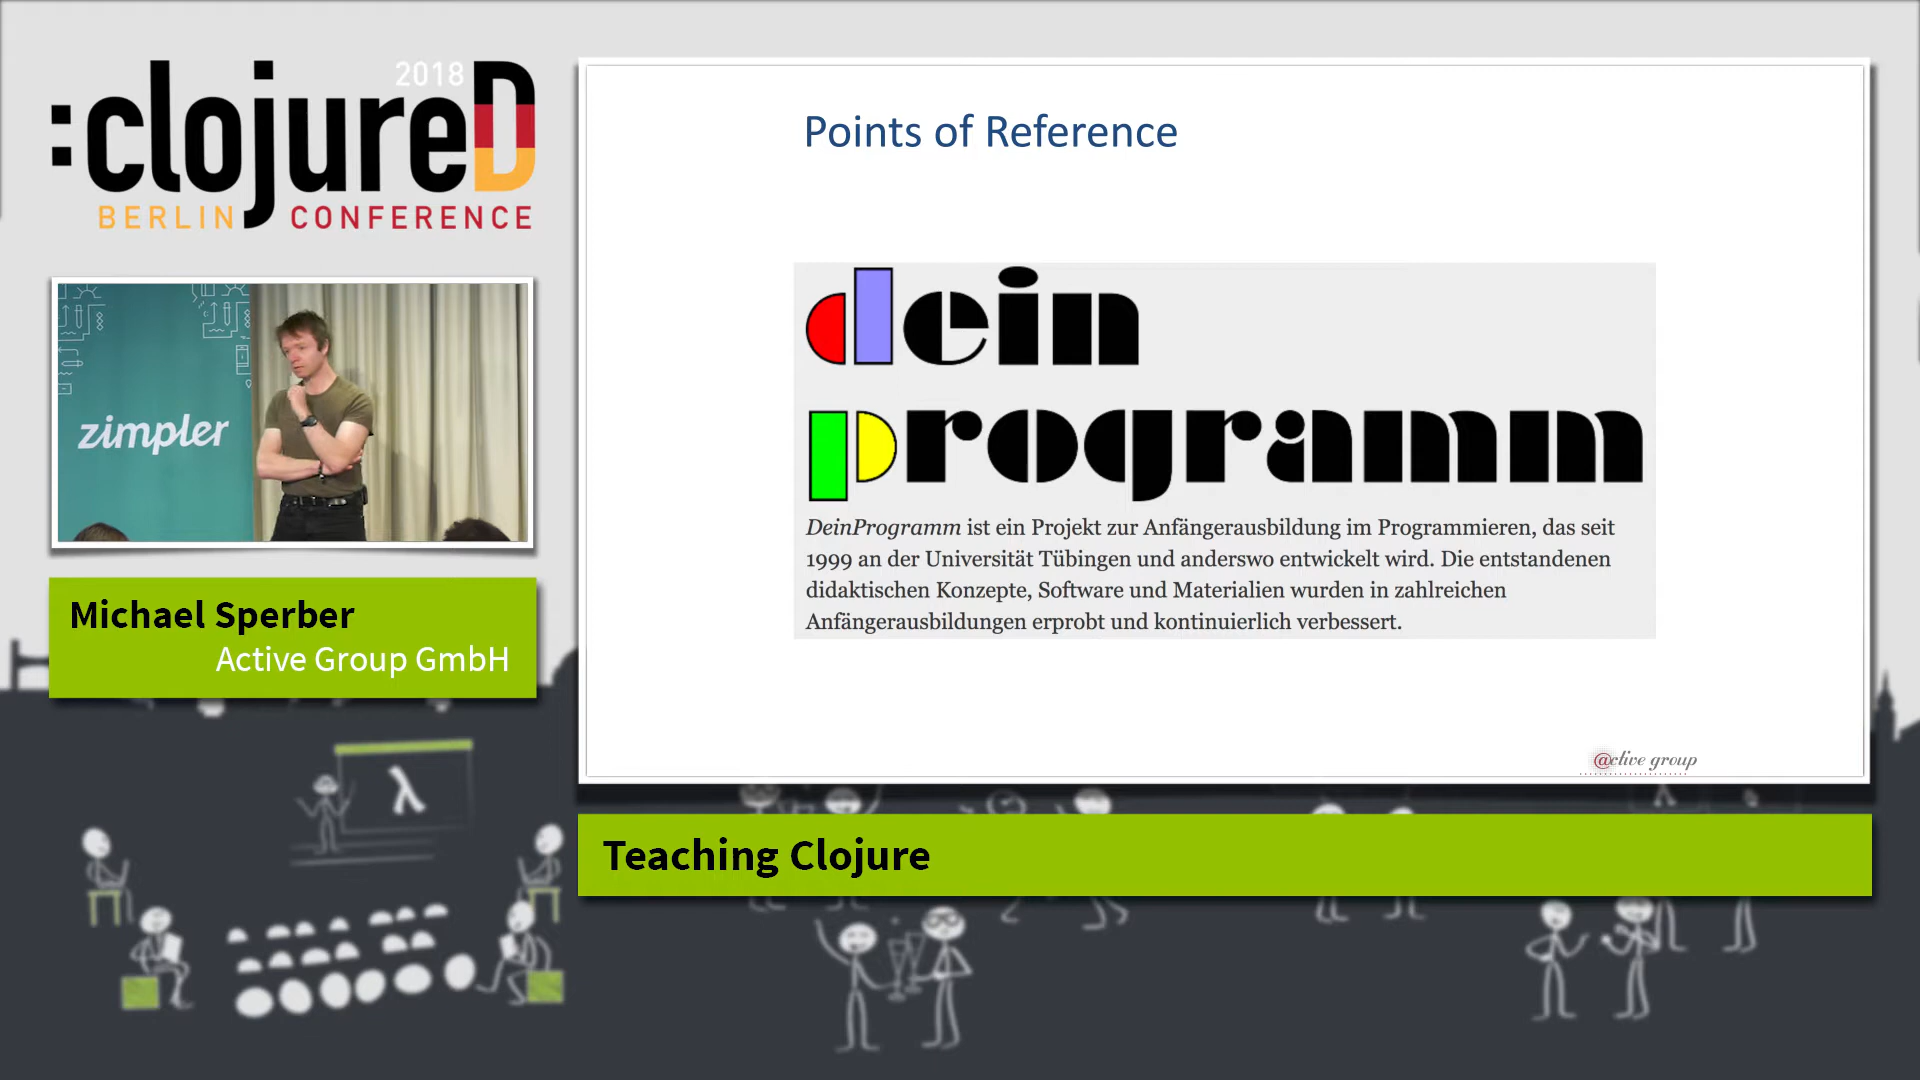 2018
:clojureD
BERLIN CONFERENCE
zimpler
Michael Sperber
Active Group GmbH
Points of Reference
dein
programm
DeinProgramm ist ein Projekt zur Anfängerausbildung im Programmieren, das seit
1999 an der Universität Tübingen und anderswo entwickelt wird. Die entstandenen
didaktischen Konzepte, Software und Materialien wurden in zahlreichen
Anfängerausbildungen erprobt und kontinuierlich verbessert.
@ctive group
Teaching Clojure
λ